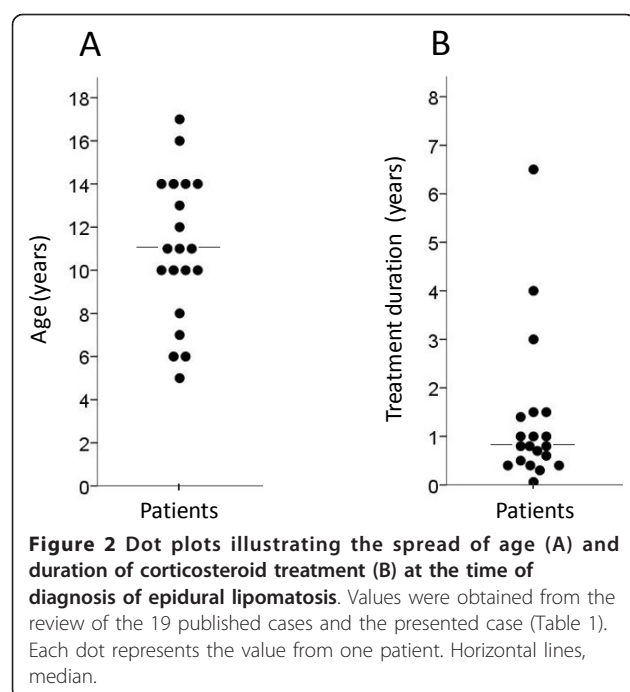 A
B
18
16
14
12
11
10
8
6
4
2
0
Age (years)
Patients
8
7
6
5
4
3
2
1
0
Treatment duration (years)
Patients
Figure 2 Dot plots illustrating the spread of age (A) and
duration of corticosteroid treatment (B) at the time of
diagnosis of epidural lipomatosis. Values were obtained from the
review of the 19 published cases and the presented case (Table 1).
Each dot represents the value from one patient. Horizontal lines,
median.